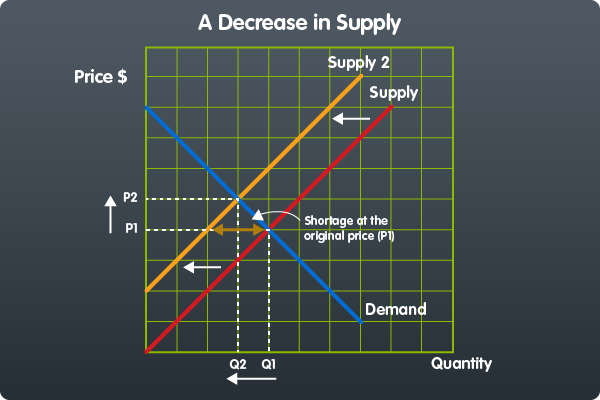 A Decrease in Supply
Supply 2
Price $
Supply
P2
Shortage at the
P1
original price (P1)
Demand
Q2
Q1
Quantity